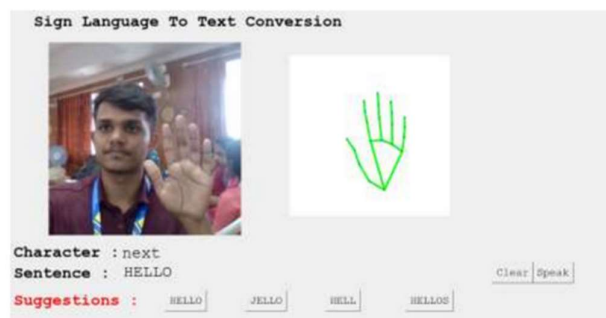 Sign Language To Text Conversion
Character : next
Sentence : HELLO
Clear Speak
Suggestions : HELLO JELLO HELL HELLOS